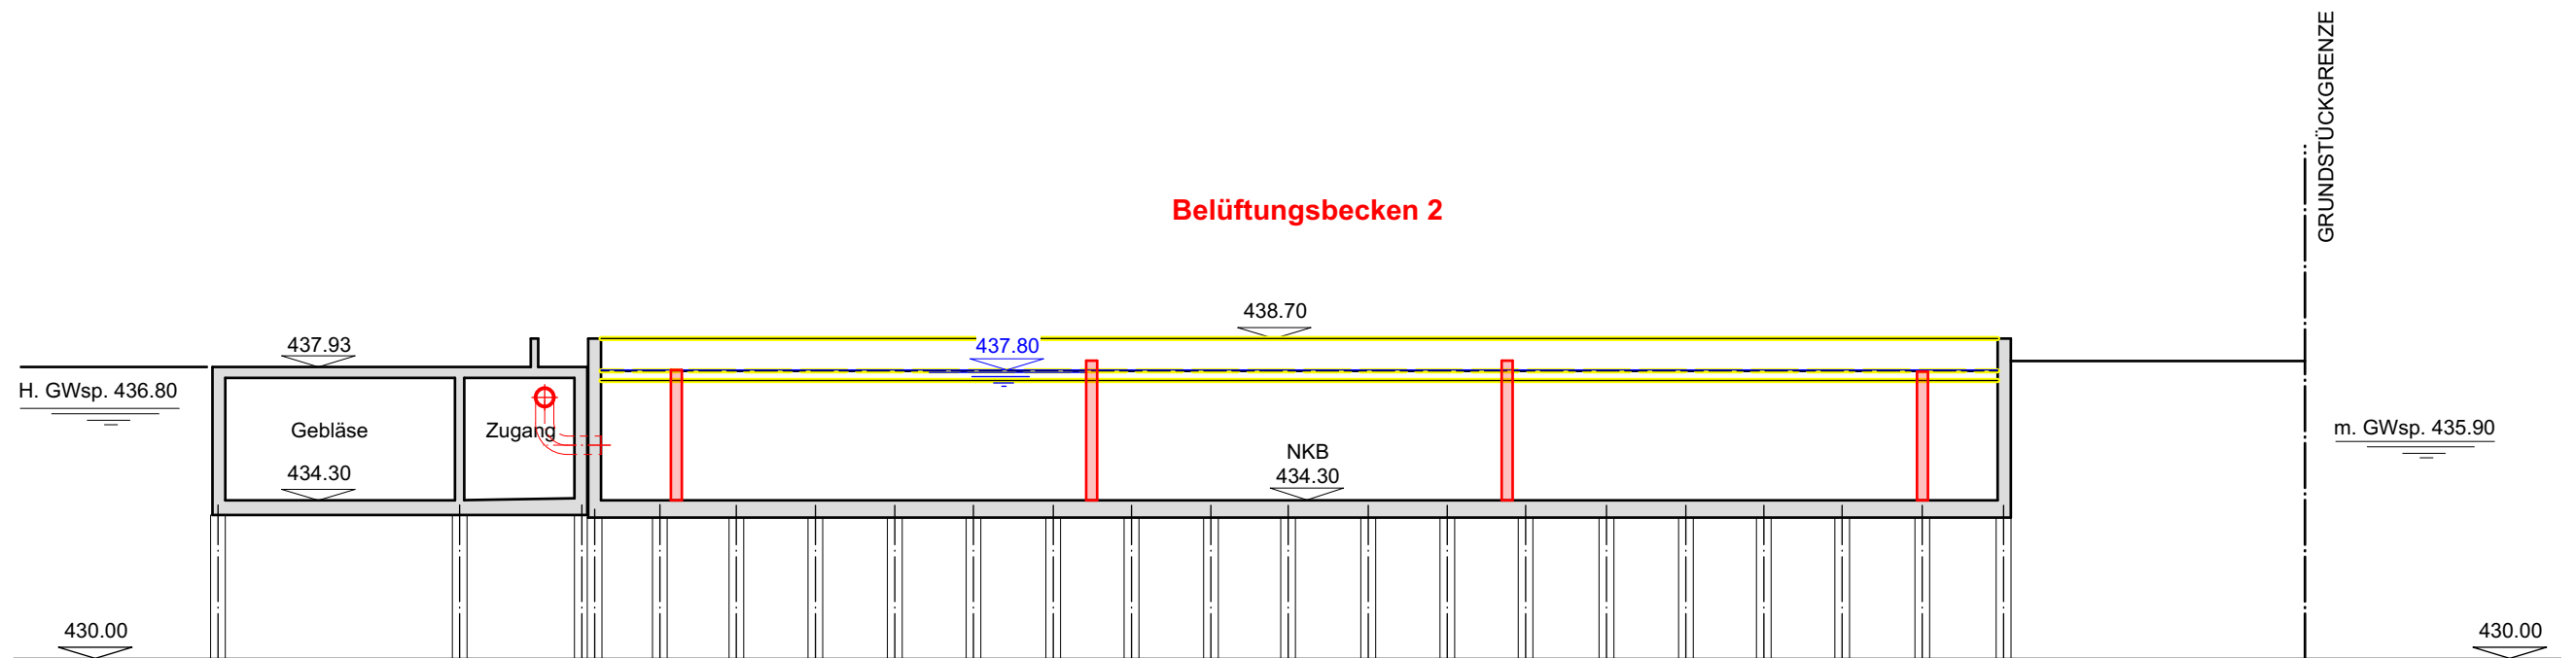 GRUNDSTÜCKGRENZE
Belüftungsbecken 2
438.70
437.93
437.80
H. GWsp. 436.80
Gebläse
Zugang
m. GWsp. 435.90
NKB
434.30
434.30
430.00
430.00